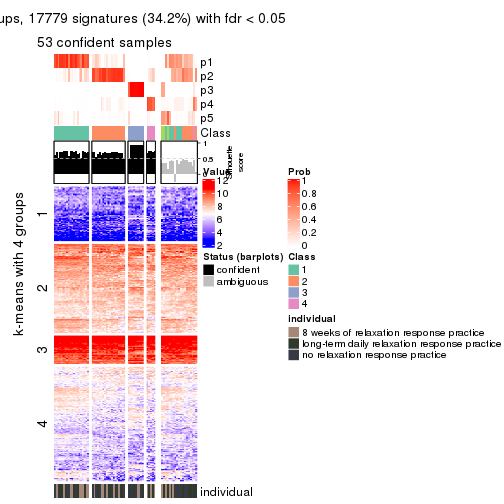 ups, 17779 signatures (34.2%) with fdr < 0.05
53 confident samples
p1
p2
p3
p4
p5
Class
1
0.5
0
Silhouette
score
k-means with 4 groups
1
2
3
4
individual
Value
12
10
8
6
4
2
Prob
1
0.8
0.6
0.4
0.2
0
Status (barplots)
confident
ambiguous
Class
1
2
3
4
individual
8 weeks of relaxation response practice
long-term daily relaxation response practice
no relaxation response practice